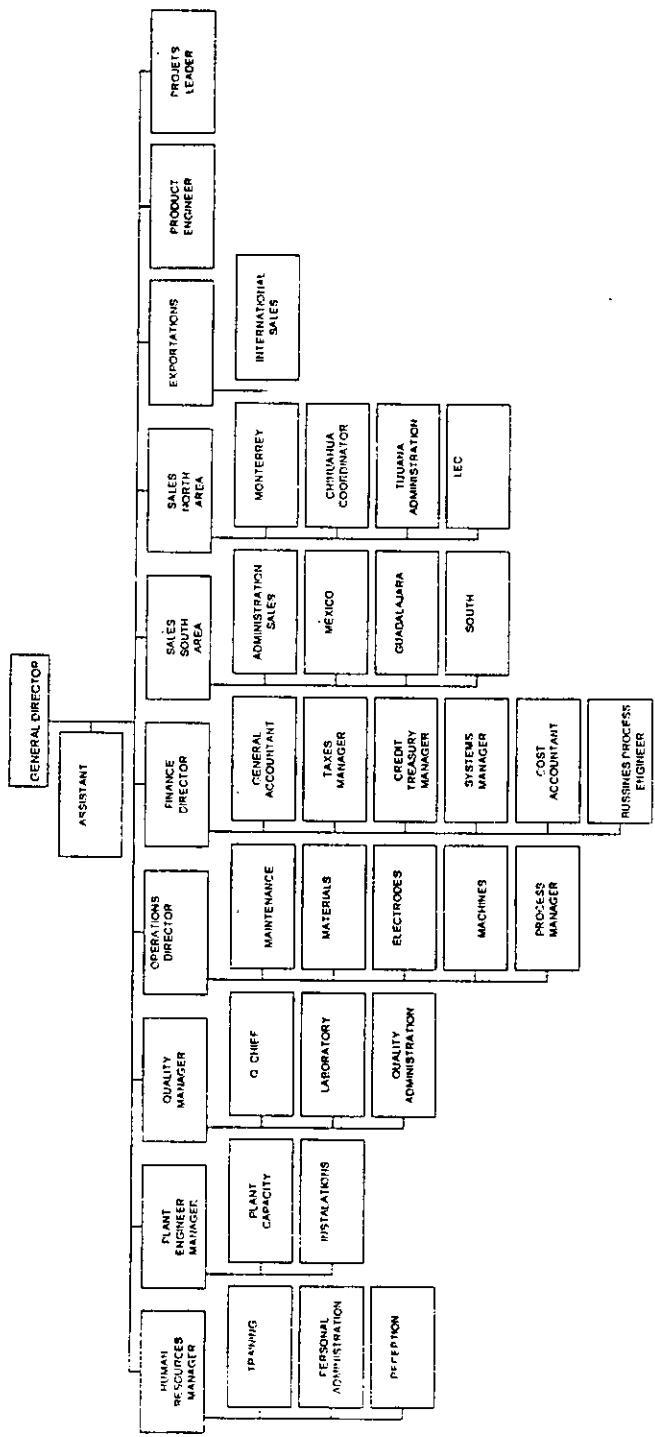 GENERAL DIRECTOR
ASSISTANT
HUMAN
RESOURCES
MANAGER
PLANT
ENGINEER
MANAGER
QUALITY
MANAGER
OPERATIONS
DIRECTOR
FINANCE
DIRECTOR
SALES
SOUTH
AREA
SALES
NORTH
AREA
EXPORTATIONS
PRODUCT
ENGINEER
PROJETS
LEADER
TRAINING
PERSONAL
ADMINISTRATION
RECEPTION
PLANT
CAPACITY
INSTALATIONS
Q CHIEF
LABORATORY
QUALITY
ADMINISTRATION
MAINTENANCE
MATERIALS
ELECTRODES
MACHINES
PROCESS
MANAGER
GENERAL
ACCOUNTANT
TAXES
MANAGER
CREDIT
TREASURY
MANAGER
SYSTEMS
MANAGER
COST
ACCOUNTANT
BUSSINES PROCESS
ENGINEER
ADMINISTRATION
SALES
MEXICO
GUADALAJARA
SOUTH
MONTERREY
CHIHUAHUA
COORDINATOR
TIJUANA
ADMINISTRATION
LEC
INTERNATIONAL
SALES